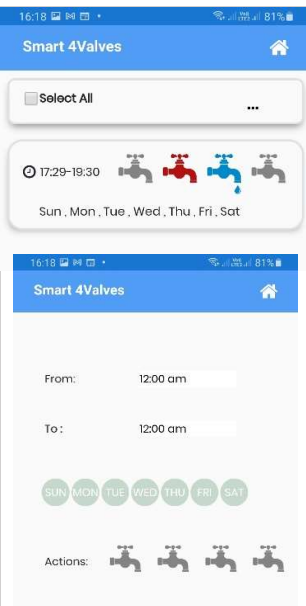 16:18 81%
Smart 4Valves
Select All
...
17:29-19:30
Sun , Mon , Tue , Wed , Thu , Fri , Sat
16:18 81%
Smart 4Valves
From: 12:00 am
To : 12:00 am
SUN MON TUE WED THU FRI SAT
Actions: